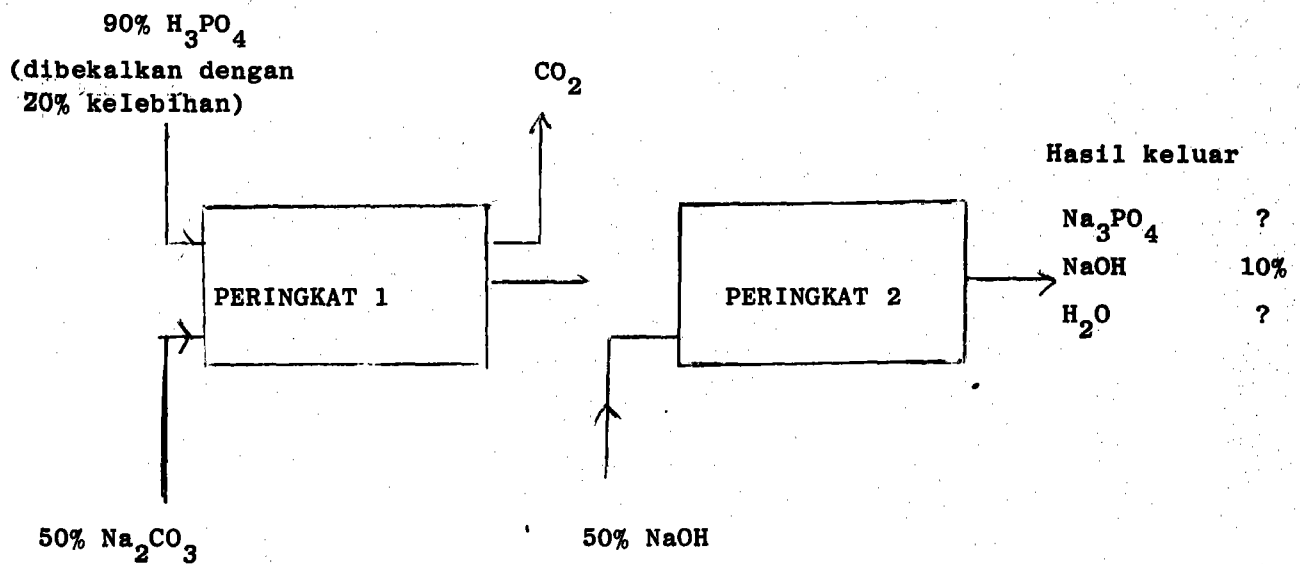 90% H3PO4
(dibekalkan dengan
20% kelebihan)
CO2
Hasil keluar
Na3PO4 ?
NaOH 10%
H2O ?
PERINGKAT 1
PERINGKAT 2
50% Na2CO3
50% NaOH